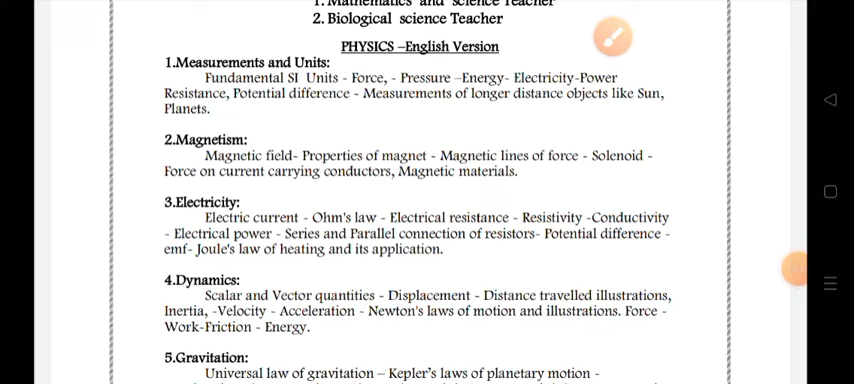 1. Mathematics and science Teacher
2. Biological science Teacher
PHYSICS –English Version
1.Measurements and Units:
Fundamental SI Units - Force, - Pressure –Energy- Electricity-Power
Resistance, Potential difference - Measurements of longer distance objects like Sun,
Planets.
2.Magnetism:
Magnetic field- Properties of magnet - Magnetic lines of force - Solenoid -
Force on current carrying conductors, Magnetic materials.
3.Electricity:
Electric current - Ohm's law - Electrical resistance - Resistivity -Conductivity
- Electrical power - Series and Parallel connection of resistors- Potential difference -
emf- Joule's law of heating and its application.
4.Dynamics:
Scalar and Vector quantities - Displacement - Distance travelled illustrations,
Inertia, -Velocity - Acceleration - Newton's laws of motion and illustrations. Force -
Work-Friction - Energy.
5.Gravitation:
Universal law of gravitation – Kepler's laws of planetary motion -